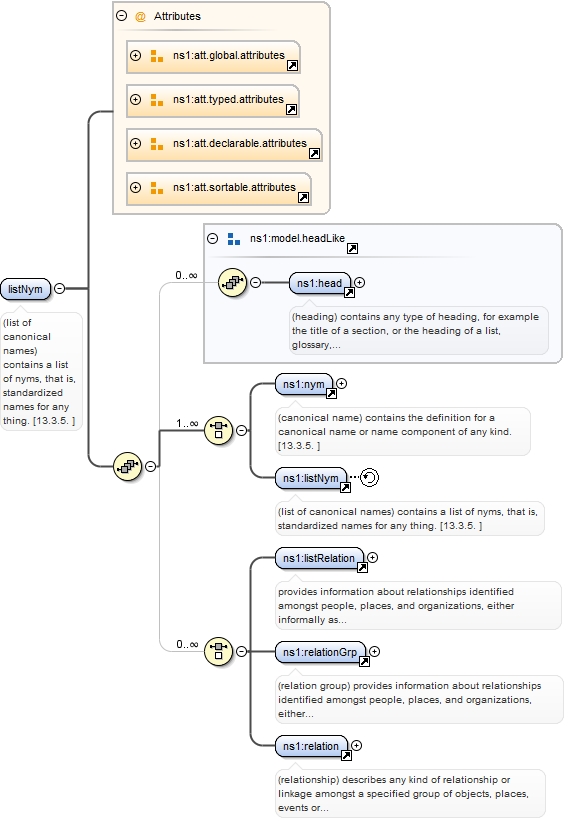 @ Attributes
ns1:att.global.attributes
ns1:att.typed.attributes
ns1:att.declarable.attributes
ns1:att.sortable.attributes
ns1:model.headLike
0..∞
ns1:head
(heading) contains any type of heading, for example
the title of a section, or the heading of a list,
glossary,...
listNym
(list of
canonical
names)
contains a list
of nyms, that is,
standardized
names for any
thing. [13.3.5. ]
ns1:nym
(canonical name) contains the definition for a
canonical name or name component of any kind.
[13.3.5. ]
1..∞
ns1:listNym
(list of canonical names) contains a list of nyms, that is,
standardized names for anything. [13.3.5. ]
ns1:listRelation
provides information about relationships identified
amongst people, places, and organizations, either
informally as...
0..∞
ns1:relationGrp
(relation group) provides information about relationships
identified amongst people, places, and organizations,
either...
ns1:relation
(relationship) describes any kind of relationship or
linkage amongst a specified group of objects, places,
events or...